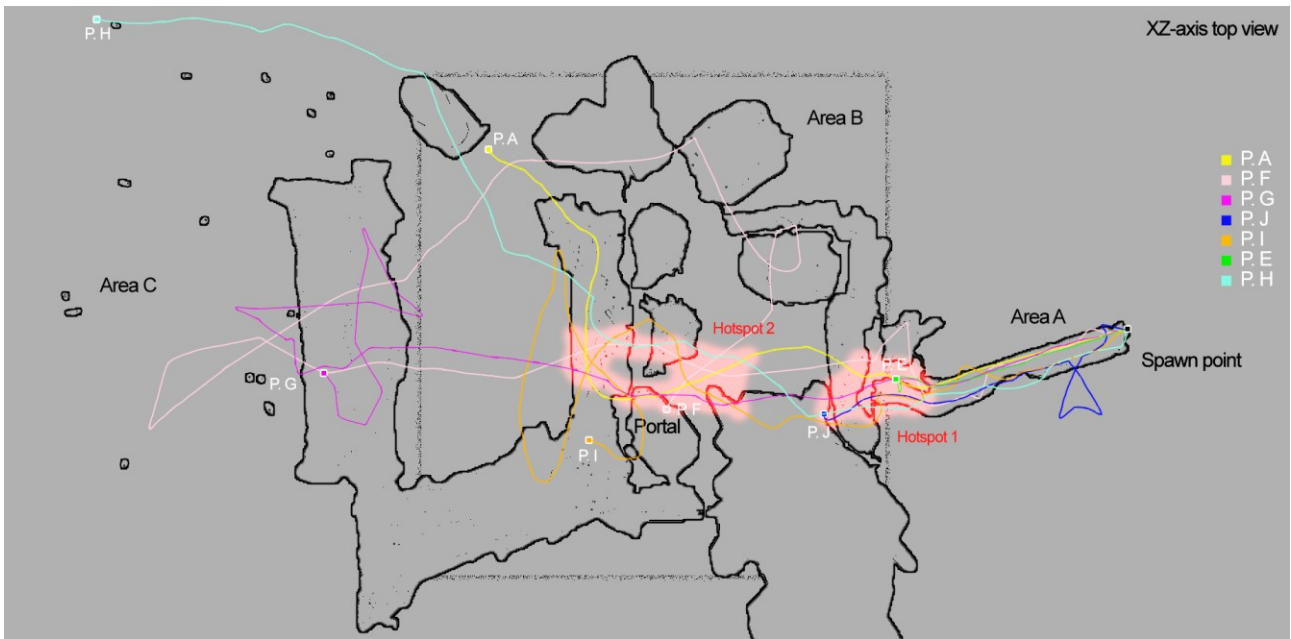 XZ-axis top view
P. H
Area B
P. A
P. A
P. F
P. G
P. J
P. I
P. E
P. H
Area C
Hotspot 2
Area A
Spawn point
P. E
P. G
P. F
Portal
P. J
Hotspot 1
P. I